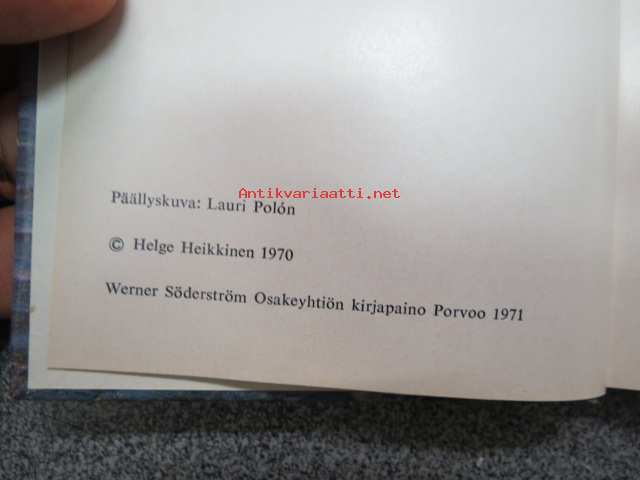 Antikvariaatti.net
Päällyskuva: Lauri Polón
© Helge Heikkinen 1970
Werner Söderström Osakeyhtiön kirjapaino Porvoo 1971